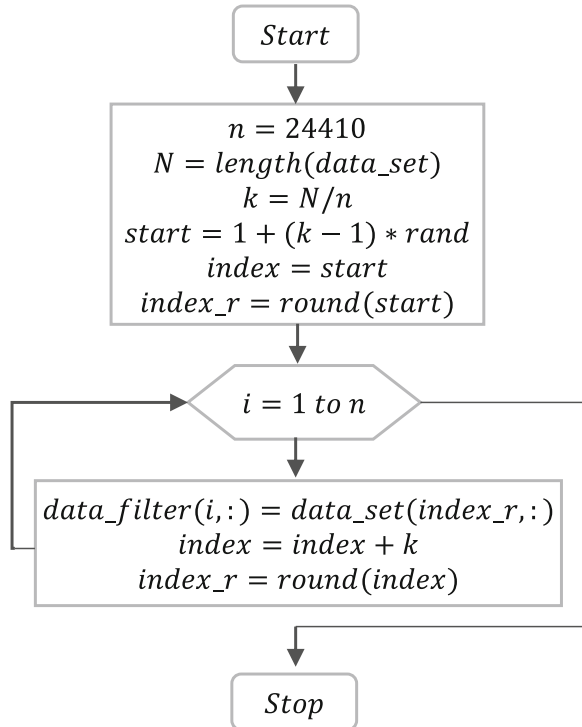 Start
n = 24410
N = length(data_set)
k = N/n
start = 1 + (k − 1) * rand
index = start
index_r = round(start)
i = 1 to n
data_filter(i,:) = data_set(index_r,:)
index = index + k
index_r = round(index)
Stop